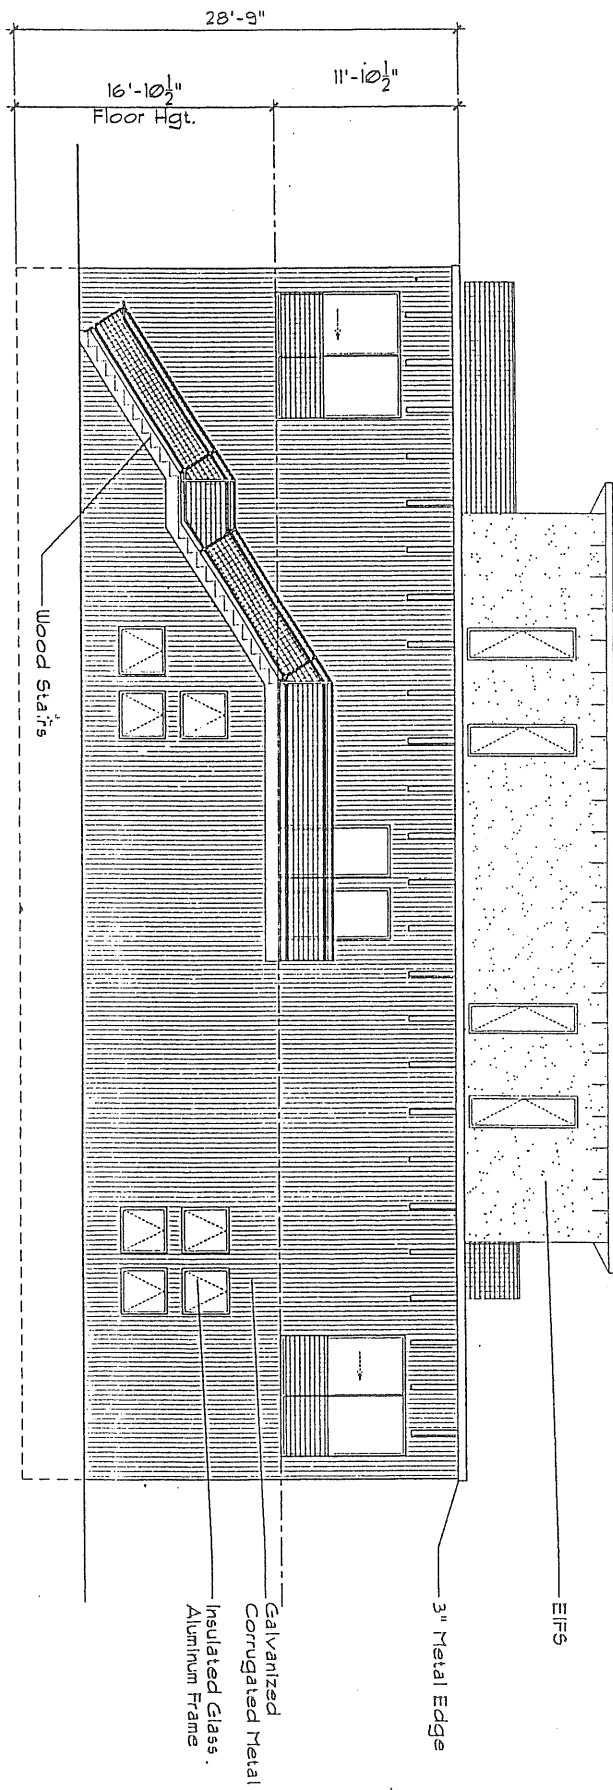 28'-9"
16'-10½"
Floor Hgt.
11'-10½"
Wood Stairs
EIFS
3" Metal Edge
Galvanized
Corrugated Metal
Insulated Glass.
Aluminum Frame